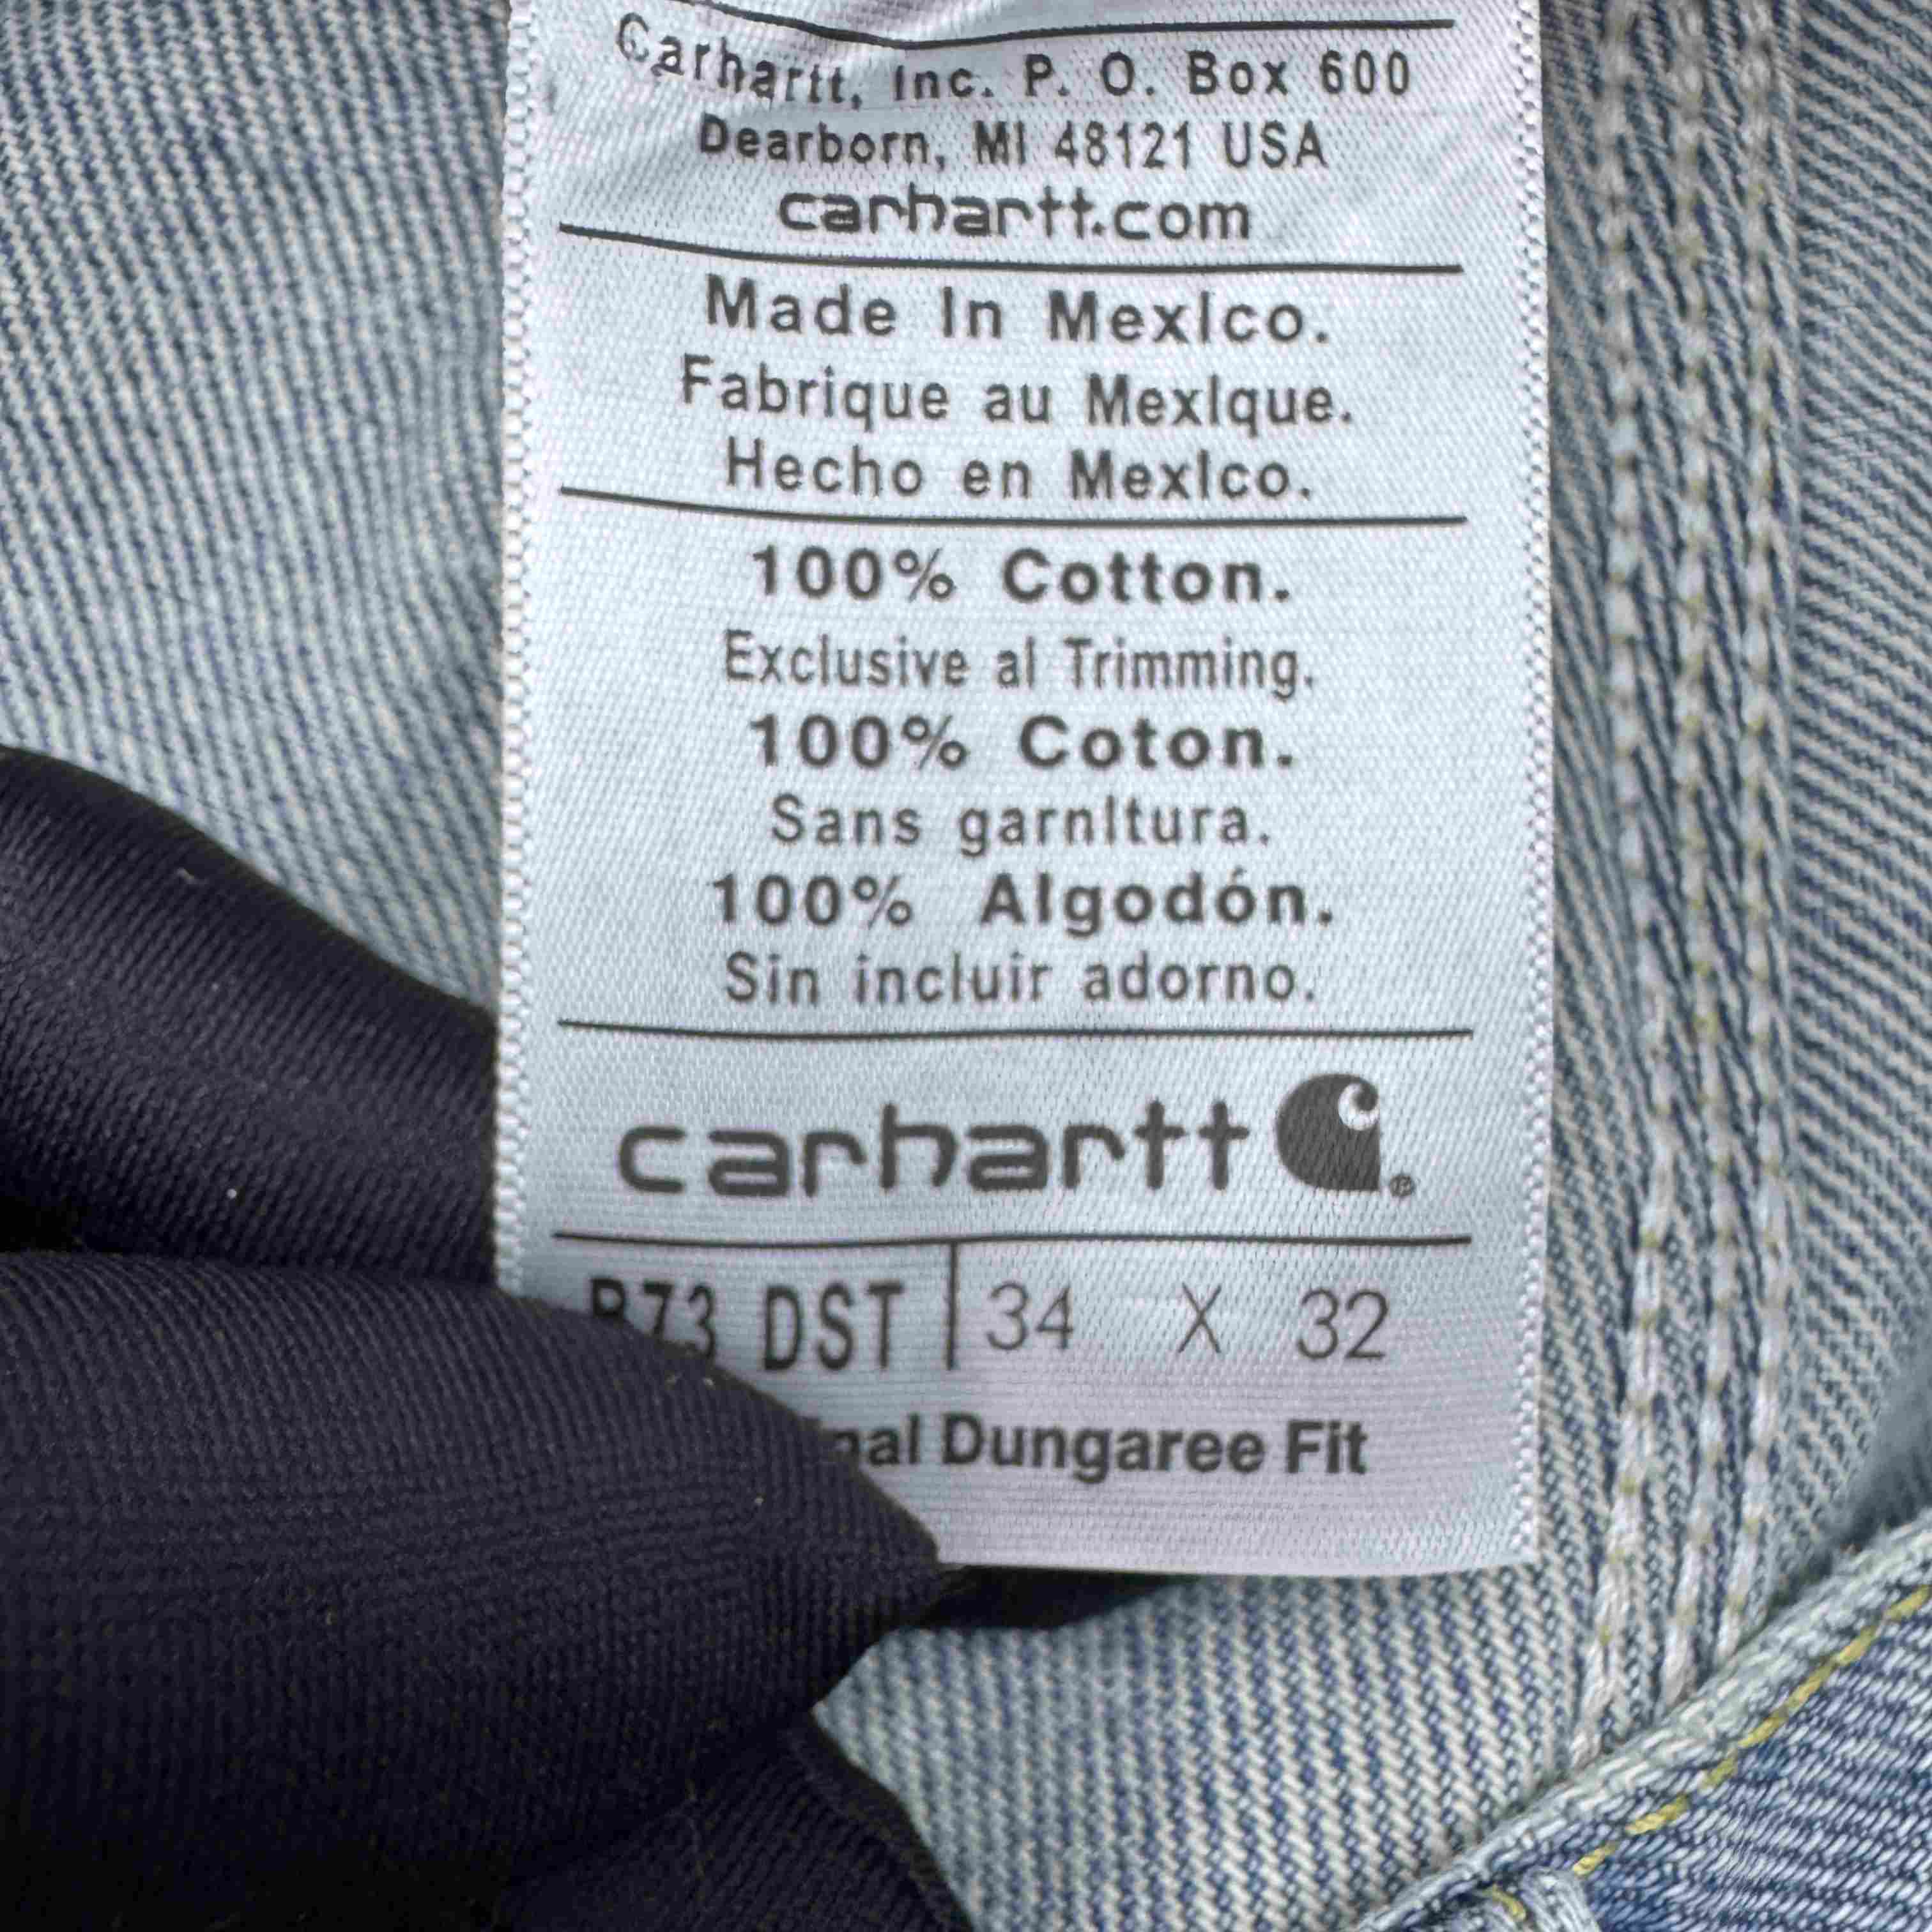 Carhartt, Inc. P. O. Box 600
Dearborn, MI 48121 USA
carhartt.com
Made In MexIco.
Fabrique au MexIque.
Hecho en MexIco.
100% Cotton.
Exclusive al Trimming.
100% Coton.
Sans garnItura.
100% Algodón.
Sin incluir adorno.
carhartt ®
B73 DST | 34 X 32
Dungaree Fit